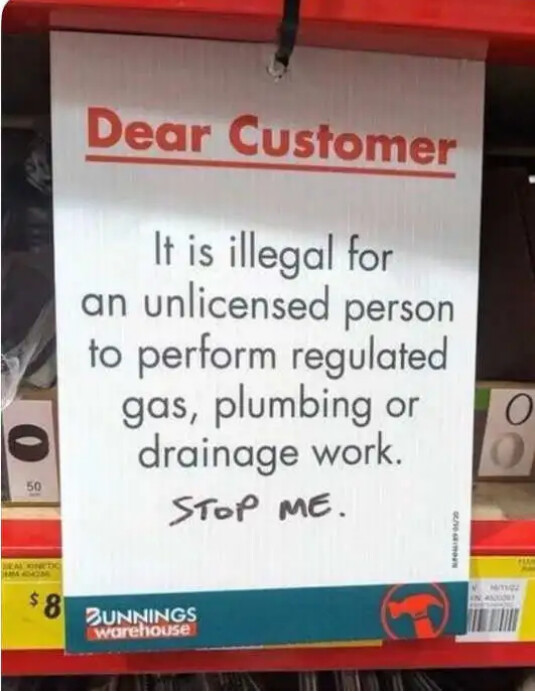 Dear Customer
It is illegal for
an unlicensed person
to perform regulated
gas, plumbing or
drainage work.
STOP ME.
BUNNINGS
warehouse
50
$8